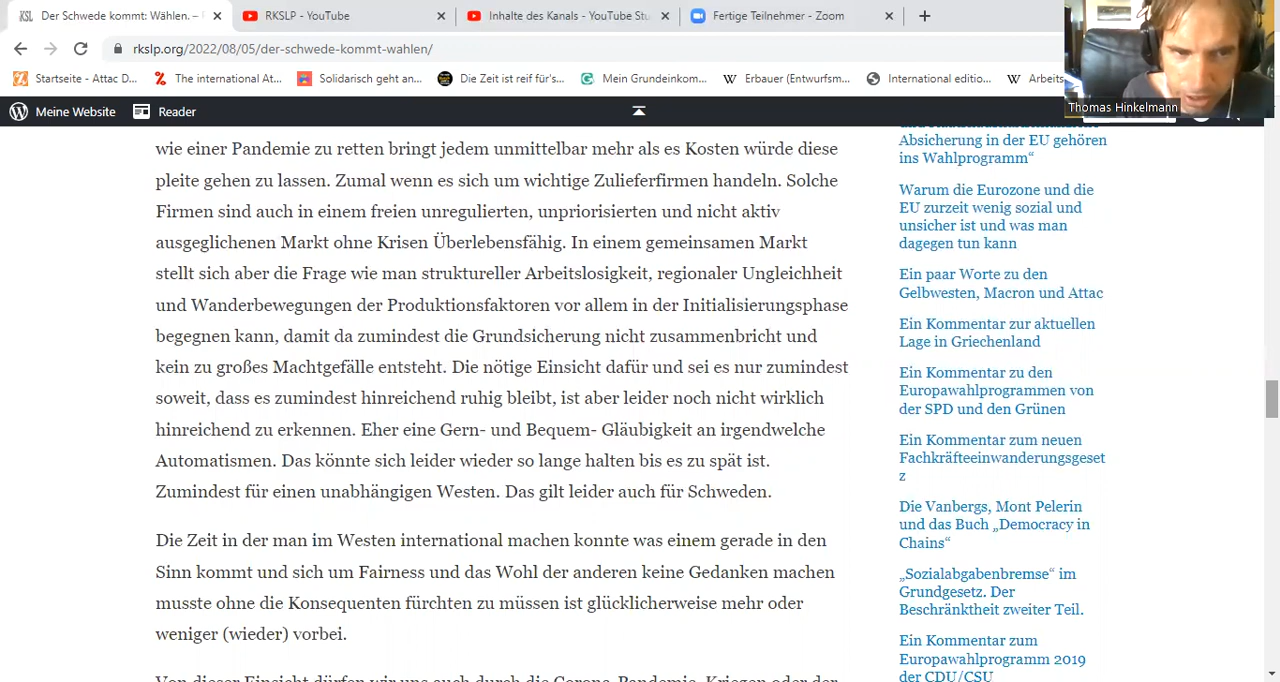 Der Schwede kommt: Wählen. –
RKSLP - YouTube
Inhalte des Kanals - YouTube Stu
Fertige Teilnehmer - Zoom
rkslp.org/2022/08/05/der-schwede-kommt-wahlen/
Startseite - Attac D...
The international At...
Solidarisch geht an...
Die Zeit ist reif für's...
Mein Grundeinkom...
Erbauer (Entwurfsm...
International editio...
Arbeits
Thomas Hinkelmann
Meine Website
Reader
wie einer Pandemie zu retten bringt jedem unmittelbar mehr als es Kosten würde diese
pleite gehen zu lassen. Zumal wenn es sich um wichtige Zulieferfirmen handeln. Solche
Firmen sind auch in einem freien unregulierten, unpriorisierten und nicht aktiv
ausgeglichenen Markt ohne Krisen Überlebensfähig. In einem gemeinsamen Markt
stellt sich aber die Frage wie man struktureller Arbeitslosigkeit, regionaler Ungleichheit
und Wanderbewegungen der Produktionsfaktoren vor allem in der Initialisierungsphase
begegnen kann, damit da zumindest die Grundsicherung nicht zusammenbricht und
kein zu großes Machtgefälle entsteht. Die nötige Einsicht dafür und sei es nur zumindest
soweit, dass es zumindest hinreichend ruhig bleibt, ist aber leider noch nicht wirklich
hinreichend zu erkennen. Eher eine Gern- und Bequem- Gläubigkeit an irgendwelche
Automatismen. Das könnte sich leider wieder so lange halten bis es zu spät ist.
Zumindest für einen unabhängigen Westen. Das gilt leider auch für Schweden.
Die Zeit in der man im Westen international machen konnte was einem gerade in den
Sinn kommt und sich um Fairness und das Wohl der anderen keine Gedanken machen
musste ohne die Konsequenten fürchten zu müssen ist glücklicherweise mehr oder
weniger (wieder) vorbei.
Von dieser Einsicht dürfen wir uns auch durch die Corona-Pandemie, Kriegen oder der
Absicherung in der EU gehören
ins Wahlprogramm“
Warum die Eurozone und die
EU zurzeit wenig sozial und
unsicher ist und was man
dagegen tun kann
Ein paar Worte zu den
Gelbwesten, Macron und Attac
Ein Kommentar zur aktuellen
Lage in Griechenland
Ein Kommentar zu den
Europawahlprogrammen von
der SPD und den Grünen
Ein Kommentar zum neuen
Fachkräfteeinwanderungsgeset
z
Die Vanbergs, Mont Pelerin
und das Buch „Democracy in
Chains“
„Sozialabgabenbremse“ im
Grundgesetz. Der
Beschränktheit zweiter Teil.
Ein Kommentar zum
Europawahlprogramm 2019
der CDU/CSU